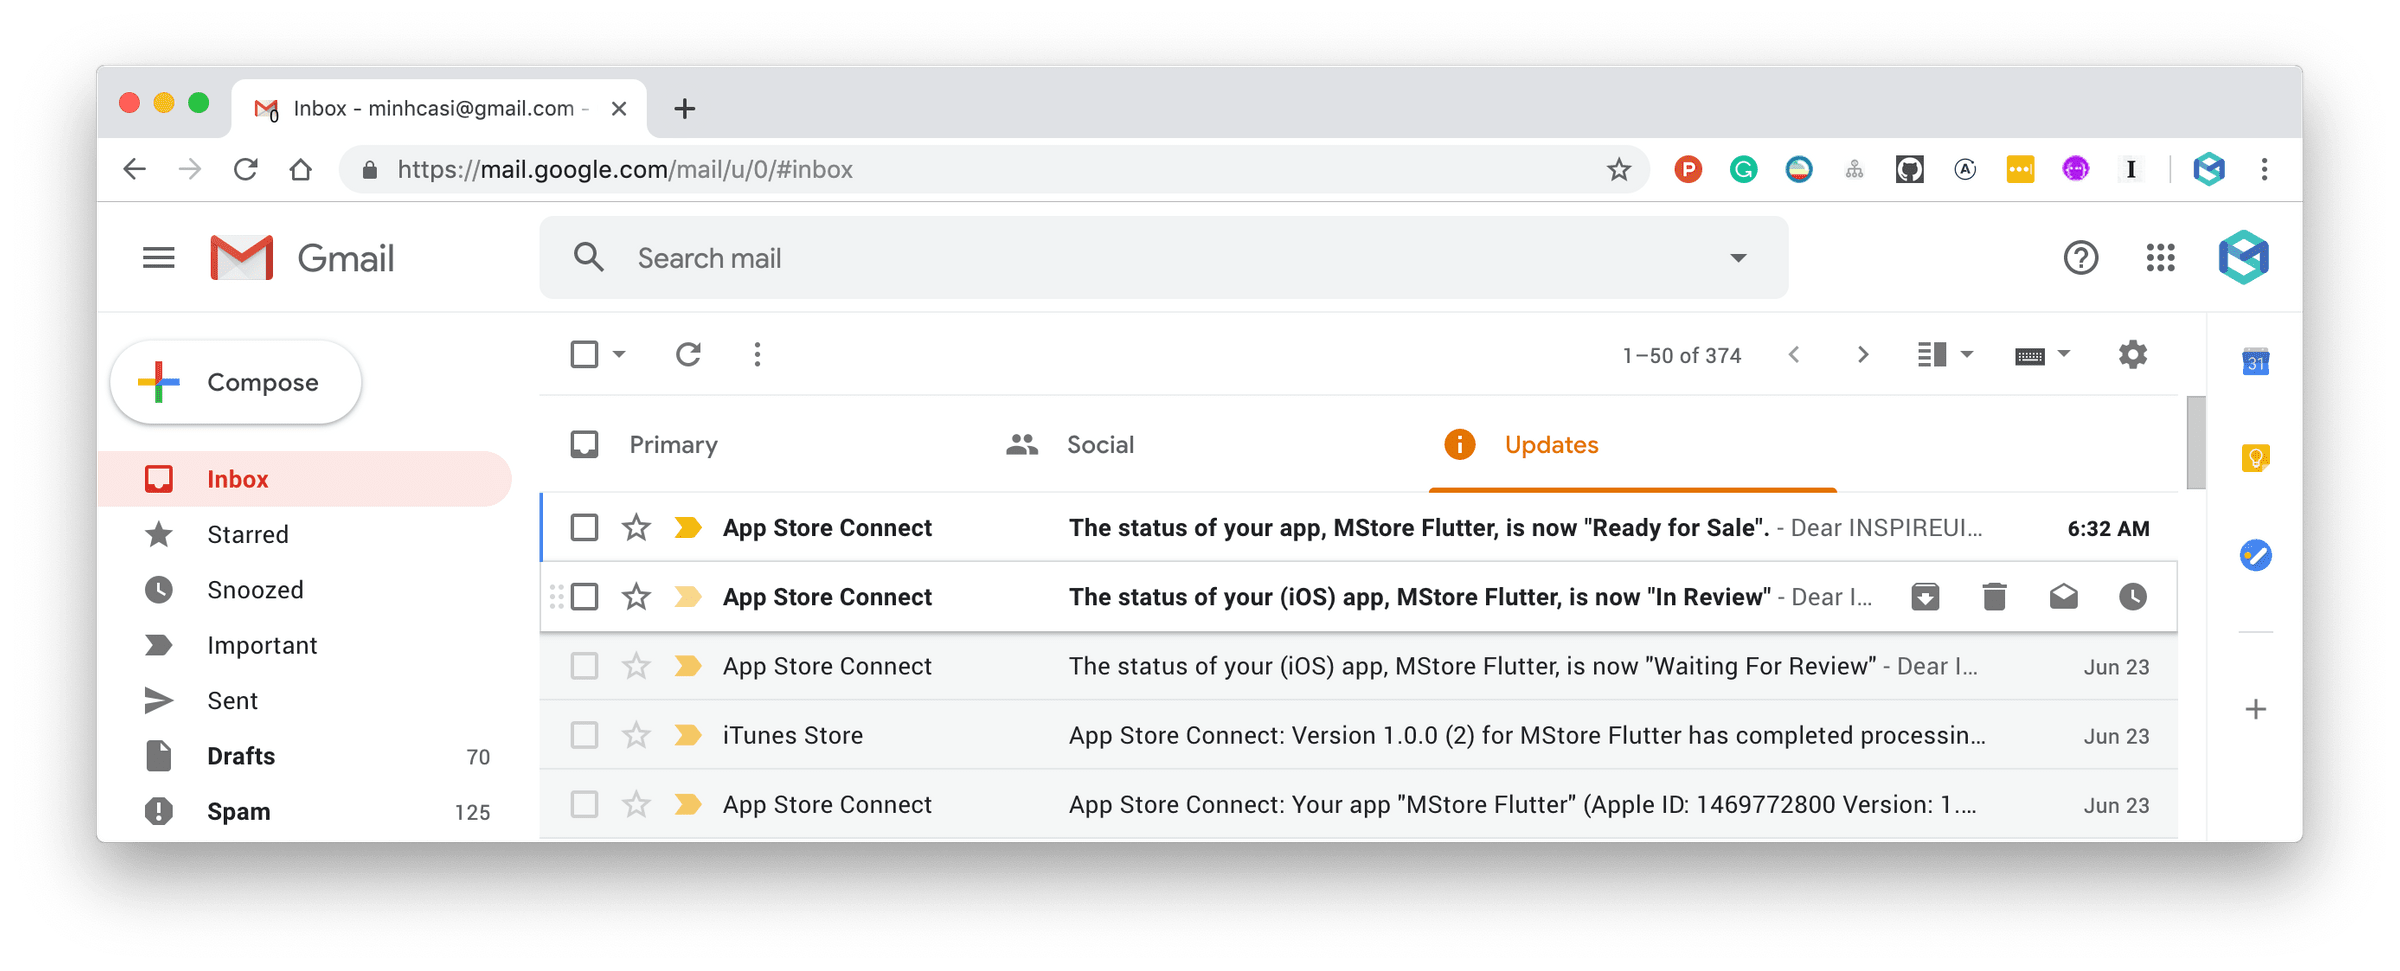 Inbox - minhcasi@gmail.com -
https://mail.google.com/mail/u/0/#inbox
Gmail
Search mail
Compose
1–50 of 374
31
Primary
Social
Updates
Inbox
App Store Connect The status of your app, MStore Flutter, is now "Ready for Sale". - Dear INSPIREUI... 6:32 AM
Starred
Snoozed
App Store Connect The status of your (iOS) app, MStore Flutter, is now "In Review" - Dear I...
Important
App Store Connect The status of your (iOS) app, MStore Flutter, is now "Waiting For Review" - Dear I... Jun 23
Sent
iTunes Store App Store Connect: Version 1.0.0 (2) for MStore Flutter has completed processin... Jun 23
Drafts 70
App Store Connect App Store Connect: Your app "MStore Flutter" (Apple ID: 1469772800 Version: 1.... Jun 23
Spam 125